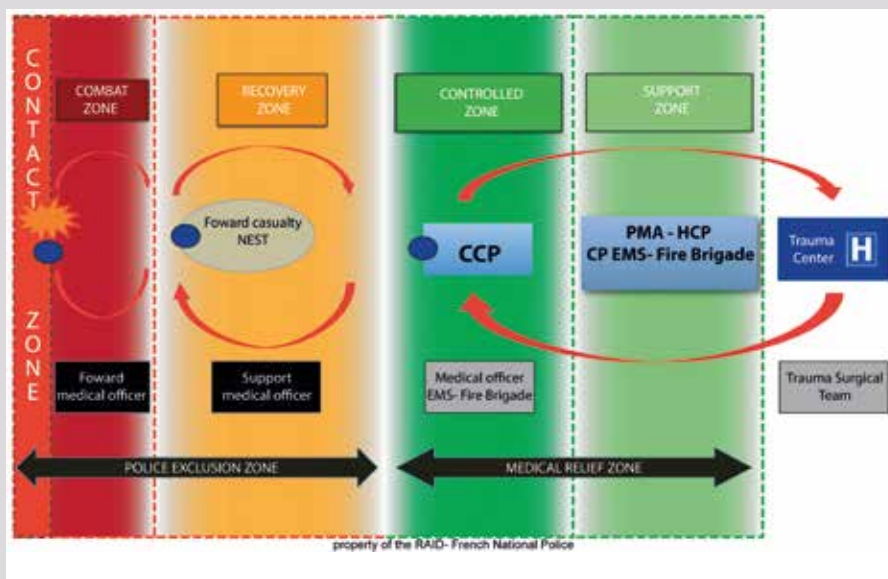 CONTACT
ZONE
COMBAT
ZONE
RECOVERY
ZONE
CONTROLLED
ZONE
SUPPORT
ZONE
Foward casualty
NEST
CCP
PMA - HCP
CP EMS- Fire Brigade
Trauma
Center
H
Foward
medical officer
Support
medical officer
Medical officer
EMS- Fire Brigade
Trauma Surgical
Team
POLICE EXCLUSION ZONE
MEDICAL RELIEF ZONE
property of the RAID- French National Police